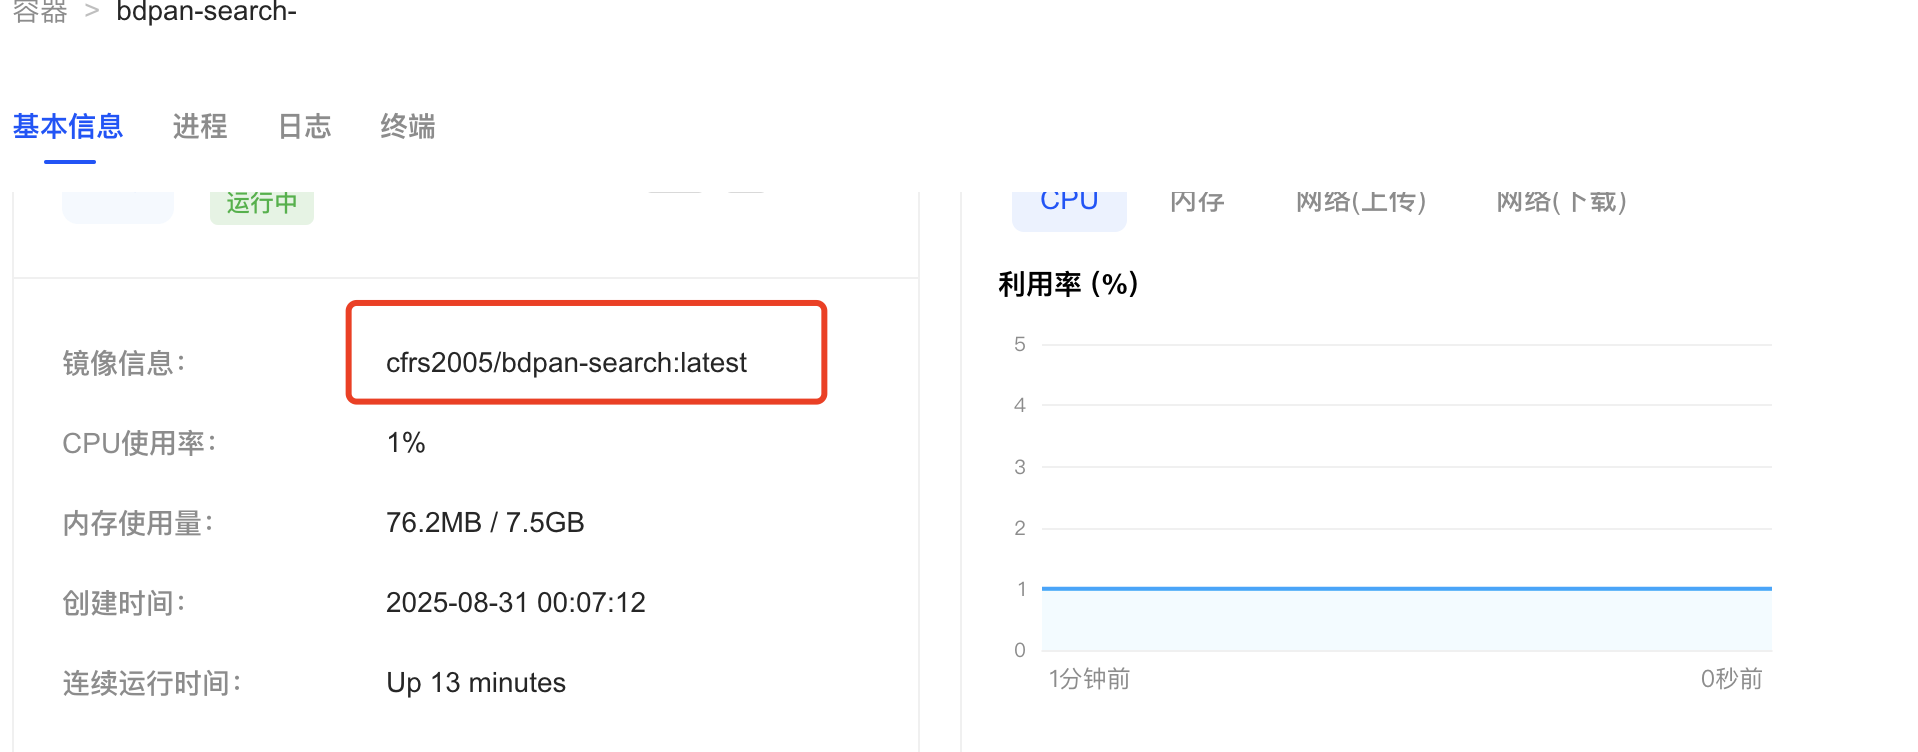 容器 > bdpan-search-
基本信息 进程 日志 终端
运行中
镜像信息: cfrs2005/bdpan-search:latest
CPU使用率: 1%
内存使用量: 76.2MB / 7.5GB
创建时间: 2025-08-31 00:07:12
连续运行时间: Up 13 minutes
CPU 内存 网络(上传) 网络(下载)
利用率 (%)
5
4
3
2
1
0
1分钟前 0秒前